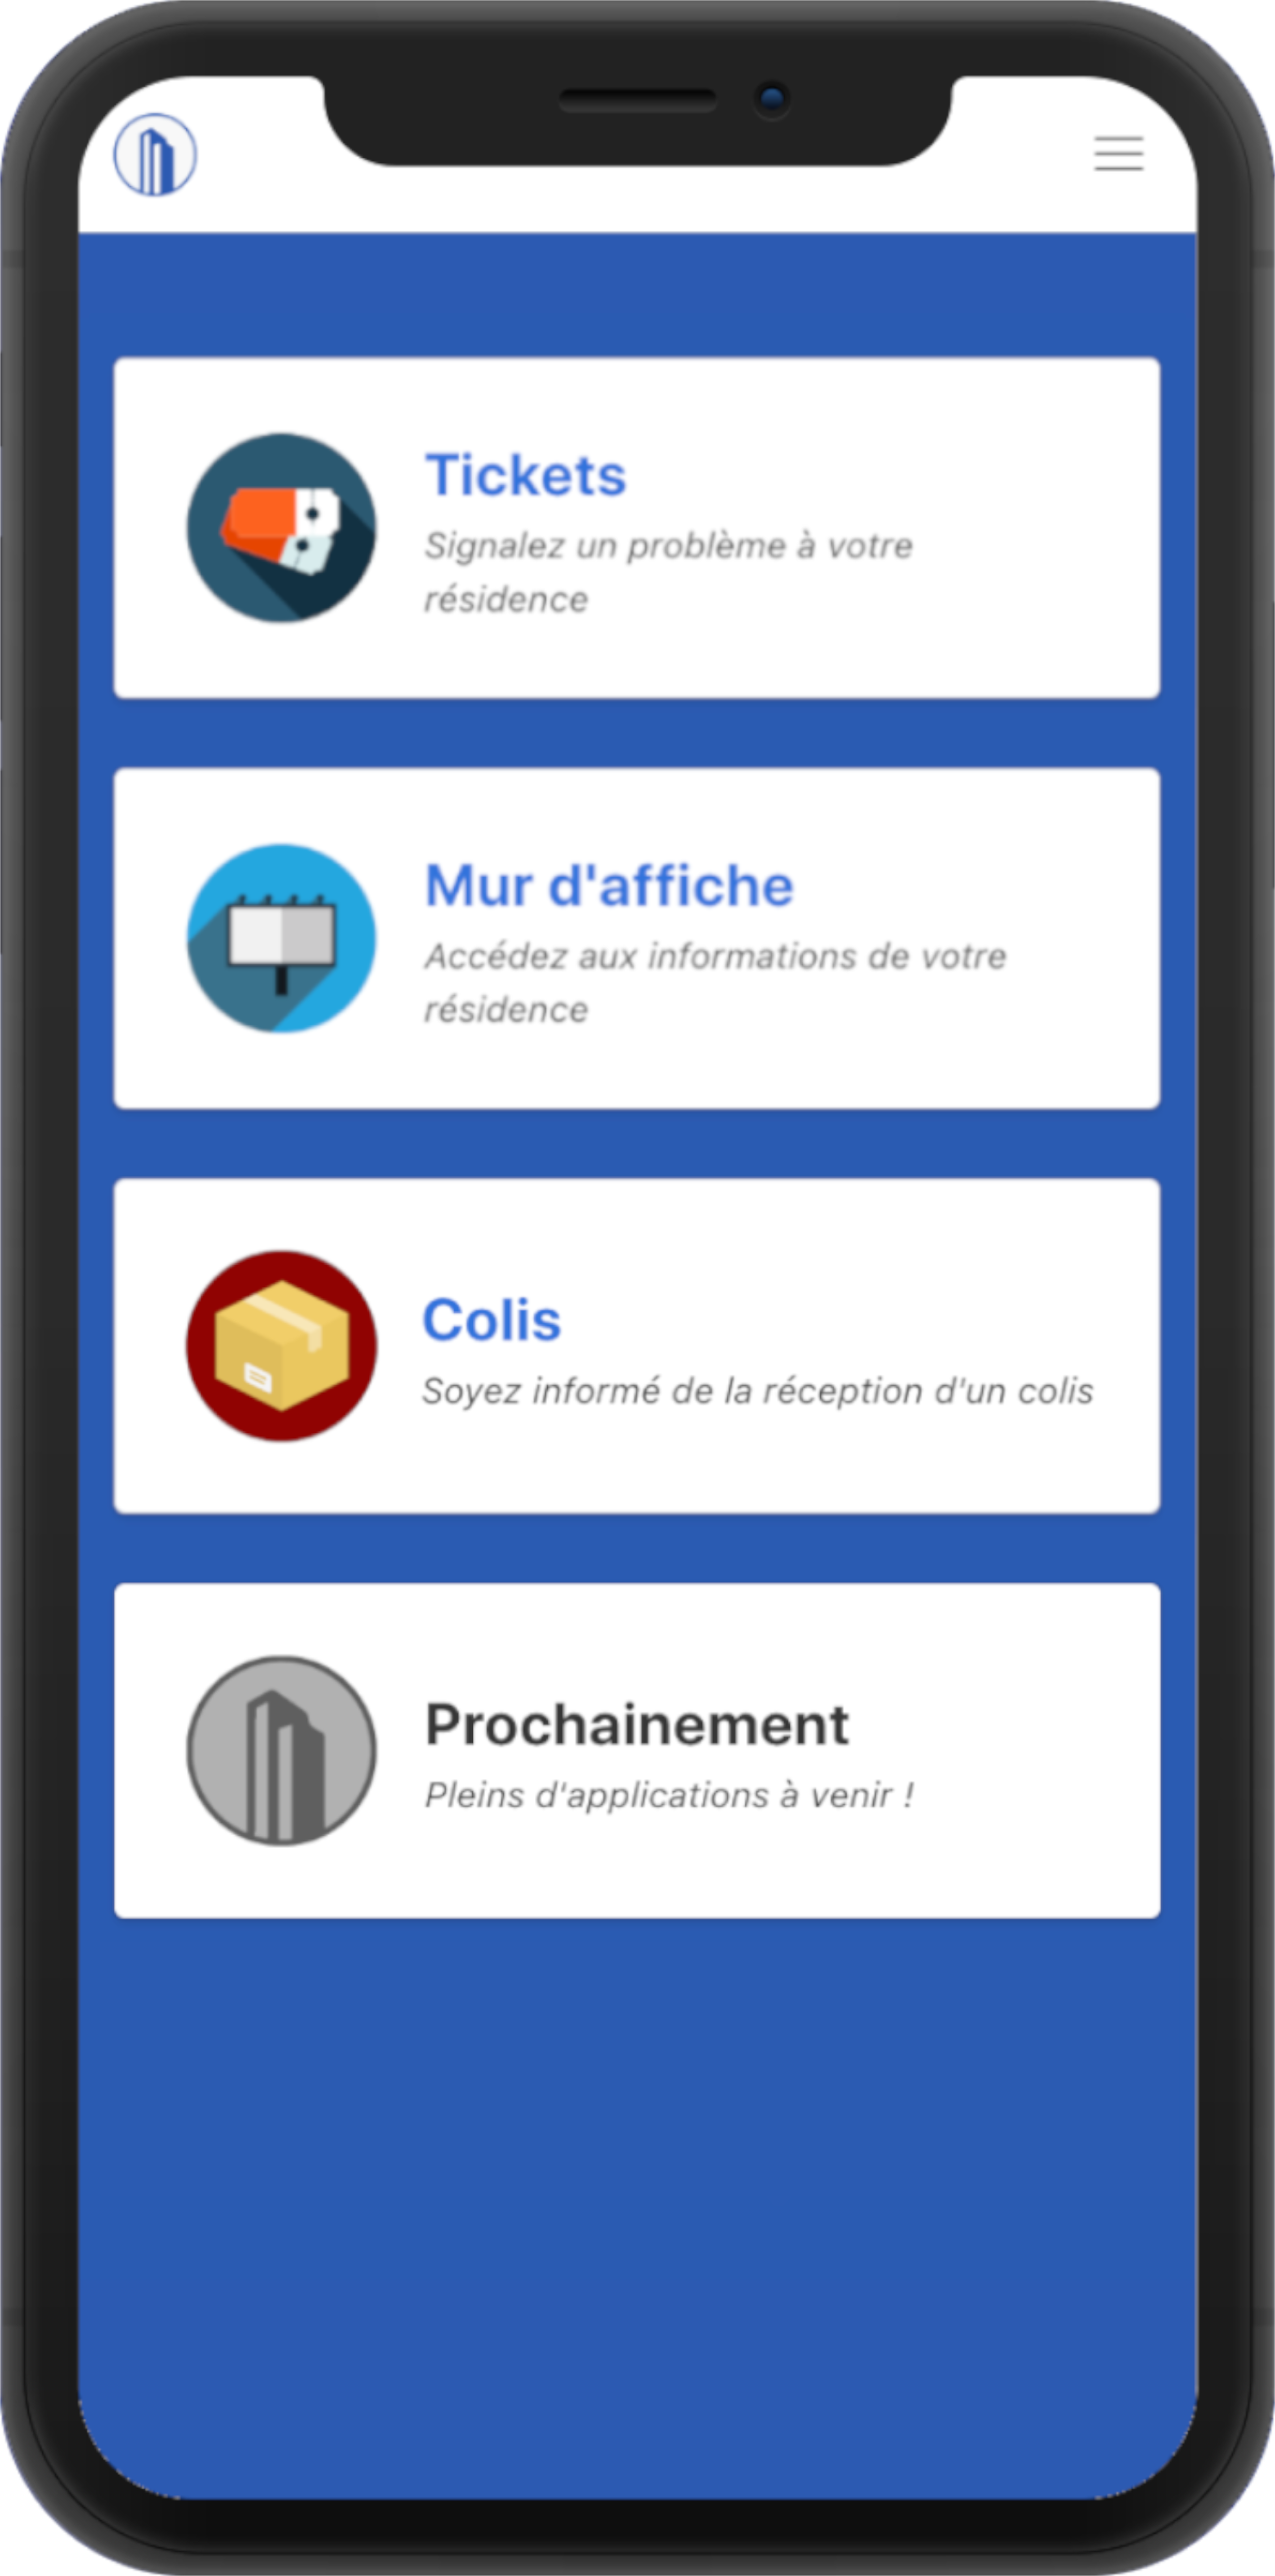 Tickets
Signalez un problème à votre
résidence
Mur d'affiche
Accédez aux informations de votre
résidence
Colis
Soyez informé de la réception d'un colis
Prochainement
Pleins d'applications à venir !